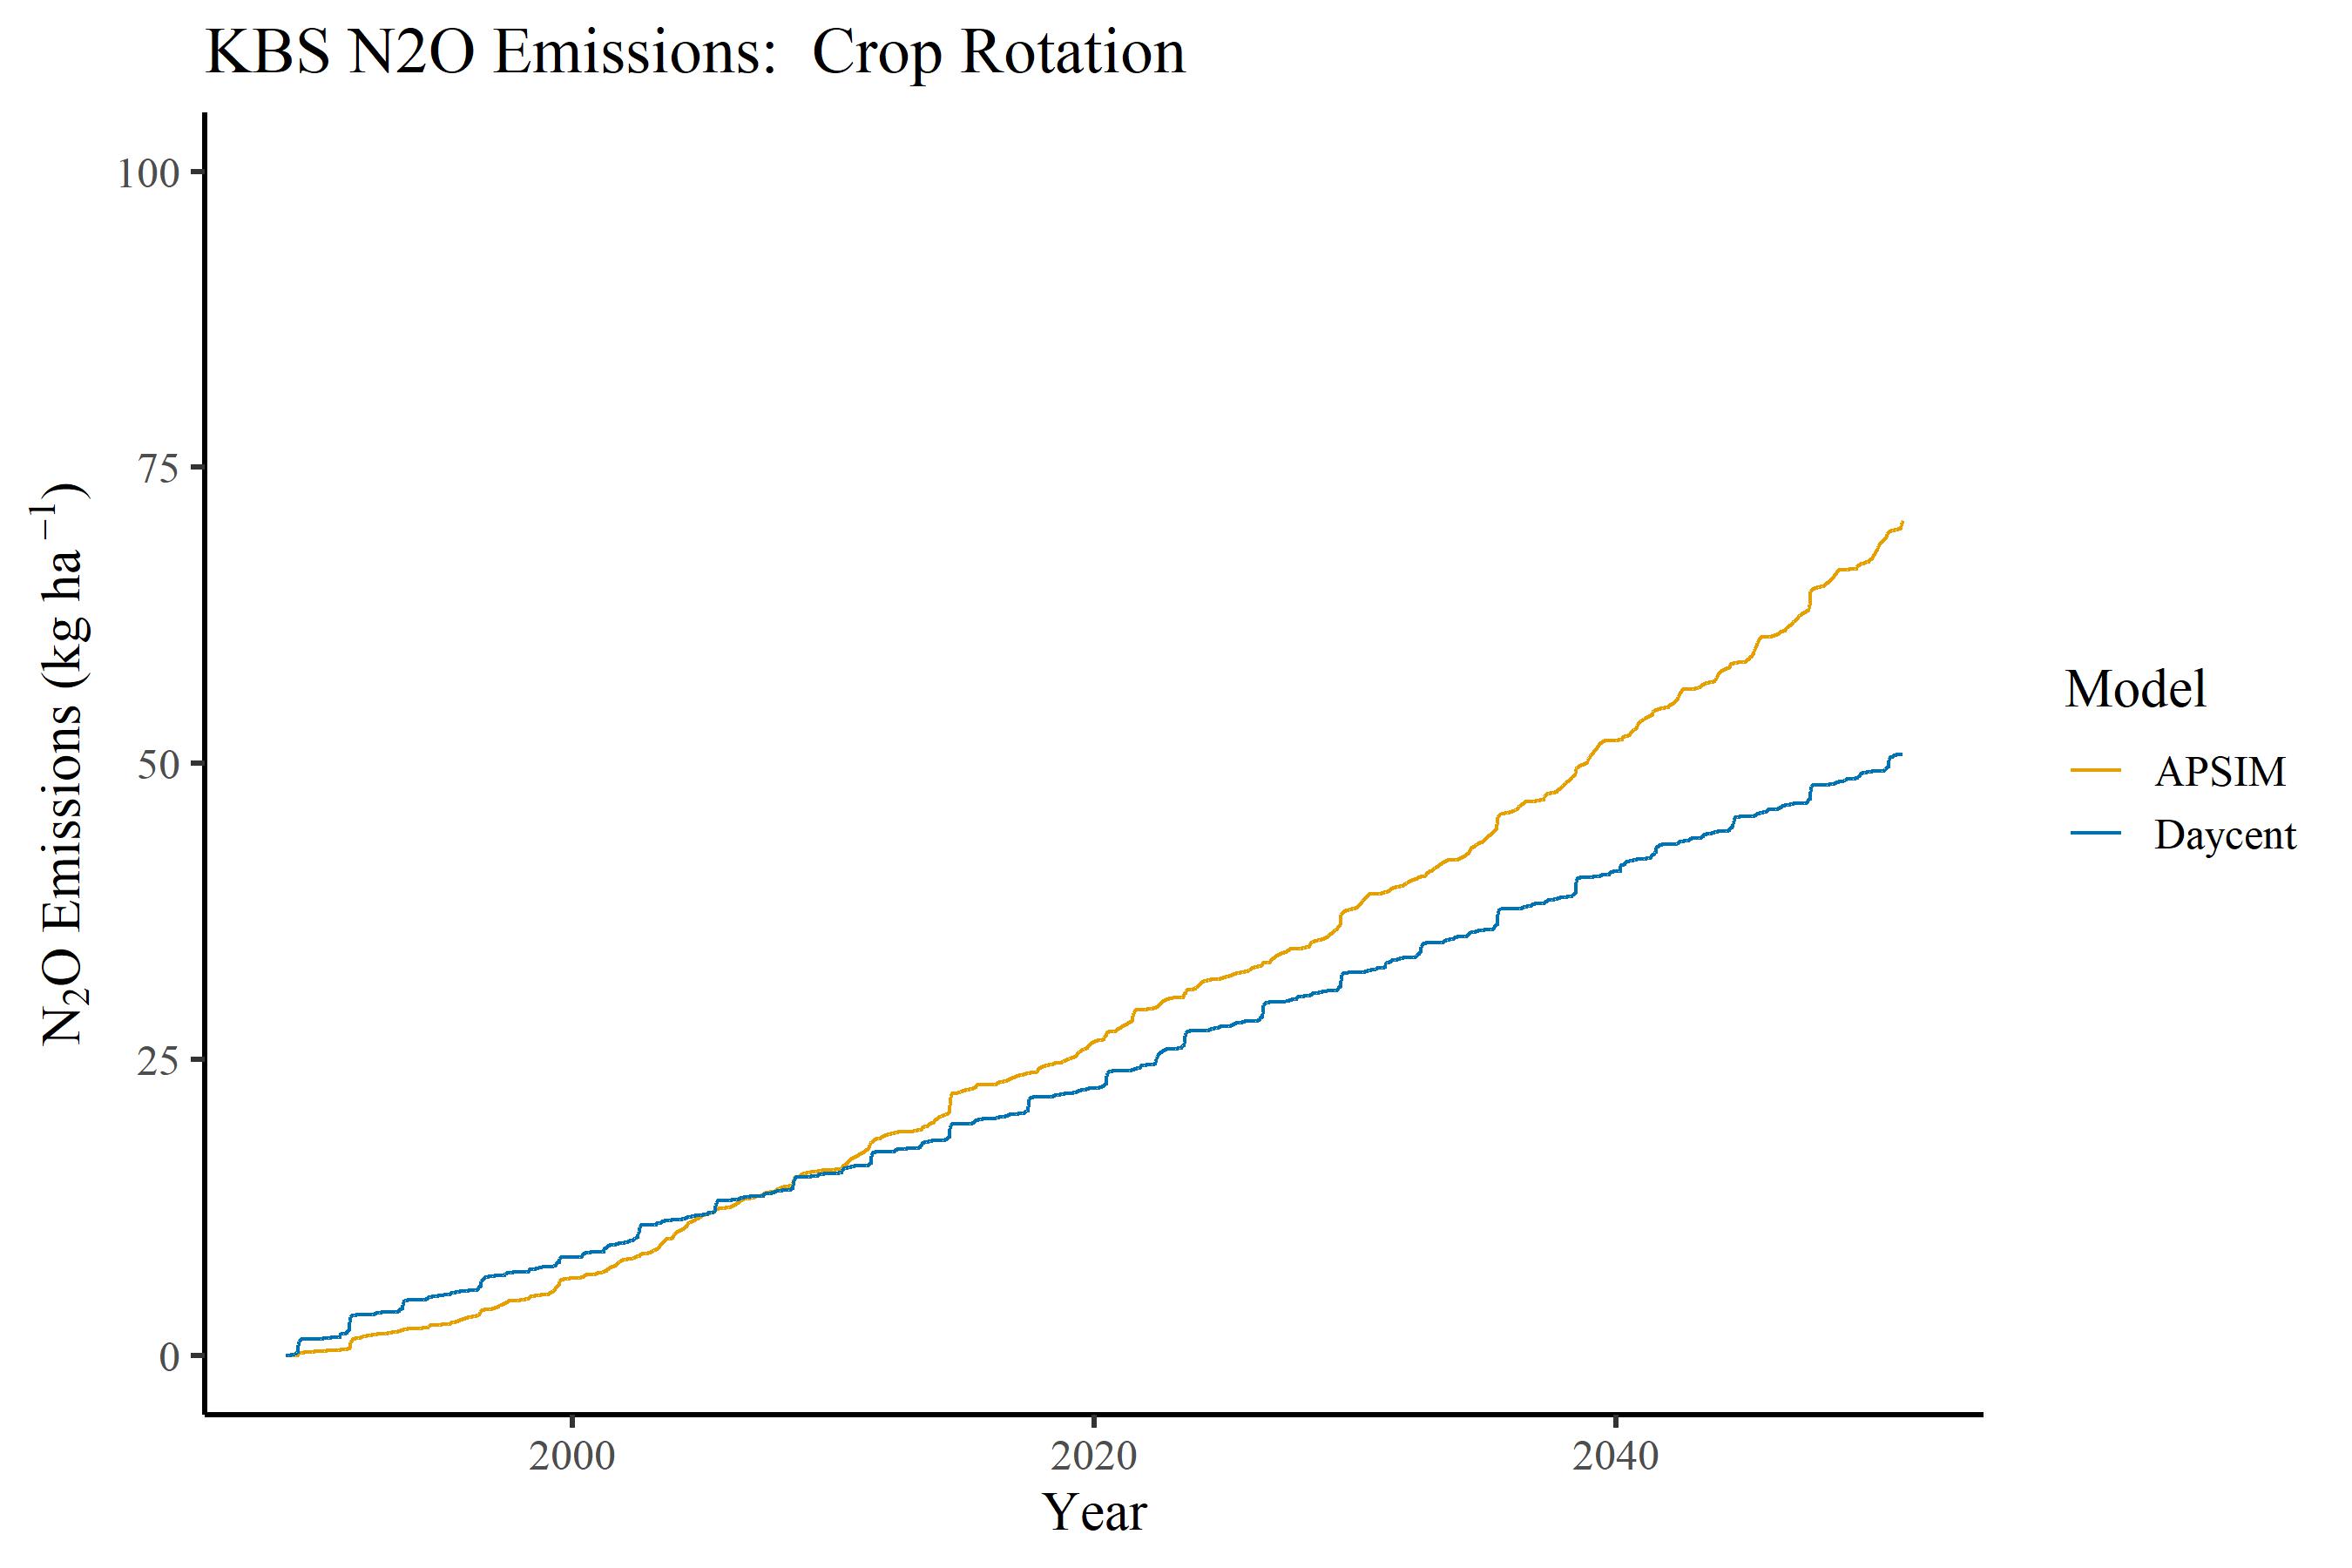 KBS N2O Emissions:  Crop Rotation
N₂O Emissions (kg ha ⁻¹)
100
75
50
25
0
2000 2020 2040
Year
Model
APSIM
Daycent